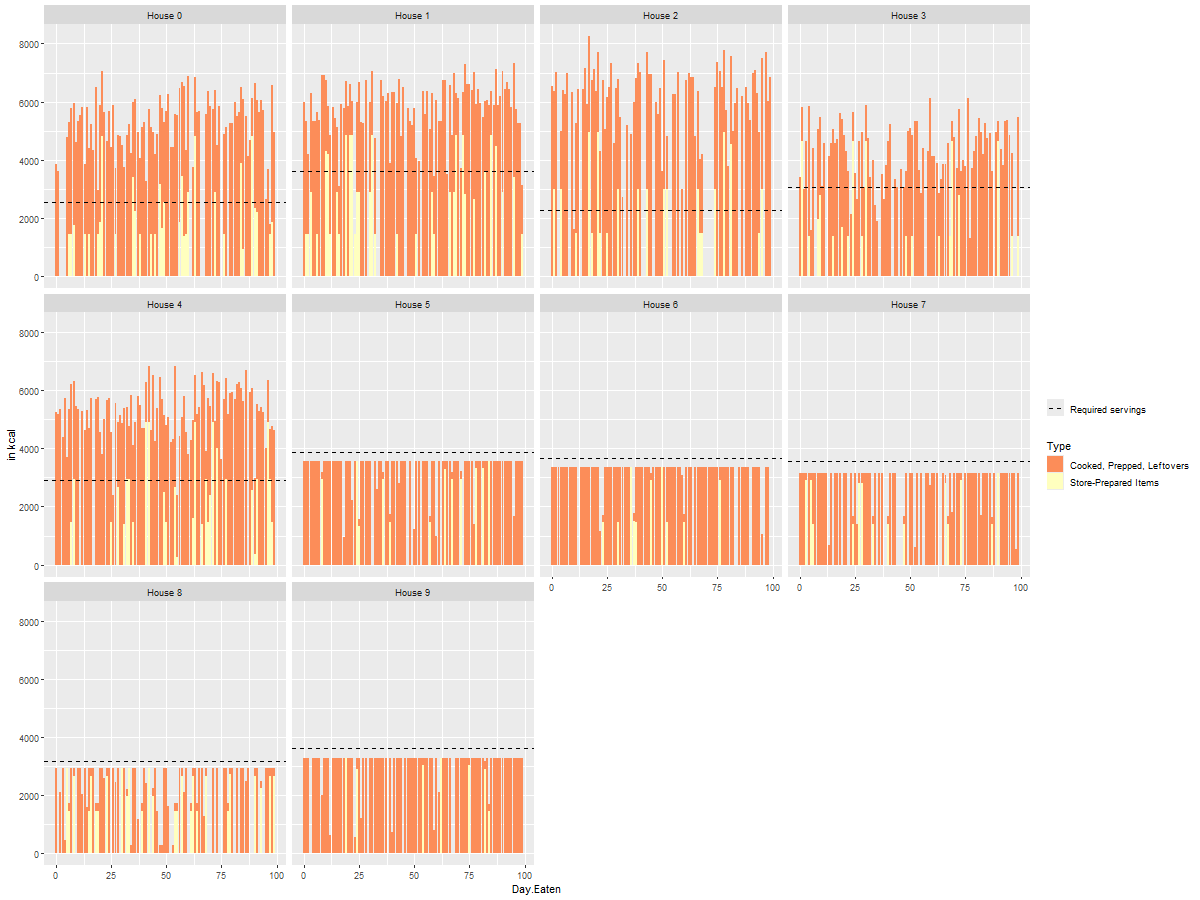 House 0
House 1
House 2
House 3
8000
6000
4000
2000
0
House 4
House 5
House 6
House 7
8000
6000
4000
2000
0
0
25
50
75
100
0
25
50
75
100
House 8
House 9
8000
6000
4000
2000
0
0
25
50
75
100
0
25
50
75
100
Day.Eaten
in kcal
Required servings
Type
Cooked, Prepped, Leftovers
Store-Prepared Items